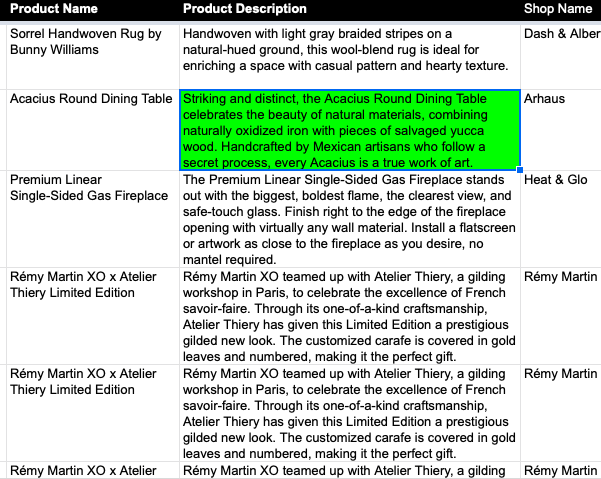 Product Name Product Description Shop Name
Sorrel Handwoven Rug by Handwoven with light gray braided stripes on a Dash & Alber
Bunny Williams natural-hued ground, this wool-blend rug is ideal for
enriching a space with casual pattern and hearty texture.
Acacius Round Dining Table Striking and distinct, the Acacius Round Dining Table Arhaus
celebrates the beauty of natural materials, combining
naturally oxidized iron with pieces of salvaged yucca
wood. Handcrafted by Mexican artisans who follow a
secret process, every Acacius is a true work of art.
Premium Linear The Premium Linear Single-Sided Gas Fireplace stands Heat & Glo
Single-Sided Gas Fireplace out with the biggest, boldest flame, the clearest view, and
safe-touch glass. Finish right to the edge of the fireplace
opening with virtually any wall material. Install a flatscreen
or artwork as close to the fireplace as you desire, no
mantel required.
Rémy Martin XO x Atelier Rémy Martin XO teamed up with Atelier Thiery, a gilding Rémy Martin
Thiery Limited Edition workshop in Paris, to celebrate the excellence of French
savoir-faire. Through its one-of-a-kind craftsmanship,
Atelier Thiery has given this Limited Edition a prestigious
gilded new look. The customized carafe is covered in gold
leaves and numbered, making it the perfect gift.
Rémy Martin XO x Atelier Rémy Martin XO teamed up with Atelier Thiery, a gilding Rémy Martin
Thiery Limited Edition workshop in Paris, to celebrate the excellence of French
savoir-faire. Through its one-of-a-kind craftsmanship,
Atelier Thiery has given this Limited Edition a prestigious
gilded new look. The customized carafe is covered in gold
leaves and numbered, making it the perfect gift.
Rémy Martin XO x Atelier Rémy Martin XO teamed up with Atelier Thiery, a gilding Rémy Martin